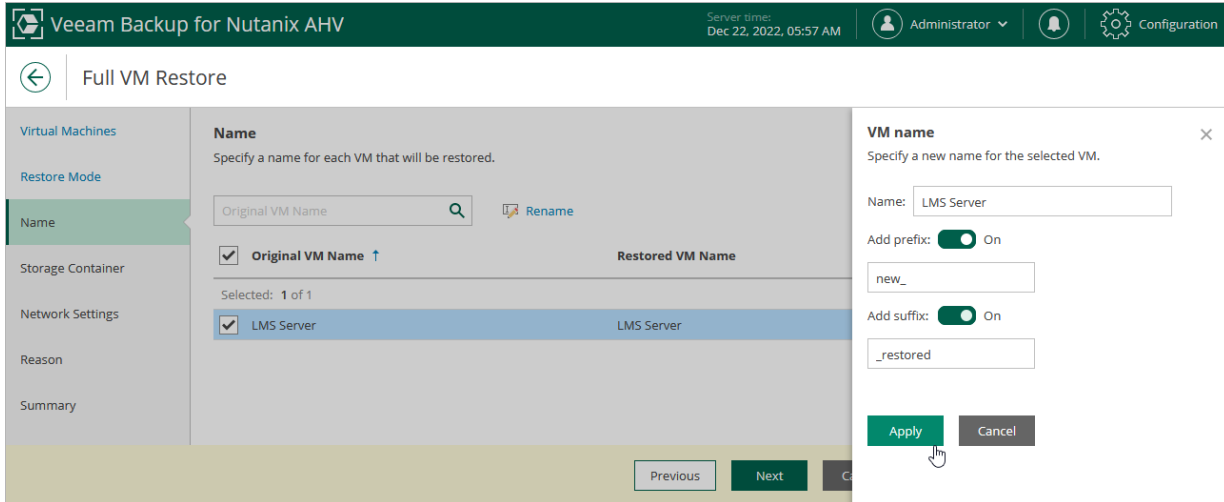 Veeam Backup for Nutanix AHV
Server time:
Dec 22, 2022, 05:57 AM
Administrator
Configuration
Full VM Restore
Virtual Machines
Restore Mode
Name
Storage Container
Network Settings
Reason
Summary
Name
Specify a name for each VM that will be restored.
Original VM Name
Rename
Original VM Name ↑ Restored VM Name
Selected: 1 of 1
LMS Server LMS Server
Previous Next
VM name
Specify a new name for the selected VM.
Name: LMS Server
Add prefix: On
new_
Add suffix: On
_restored
Apply Cancel